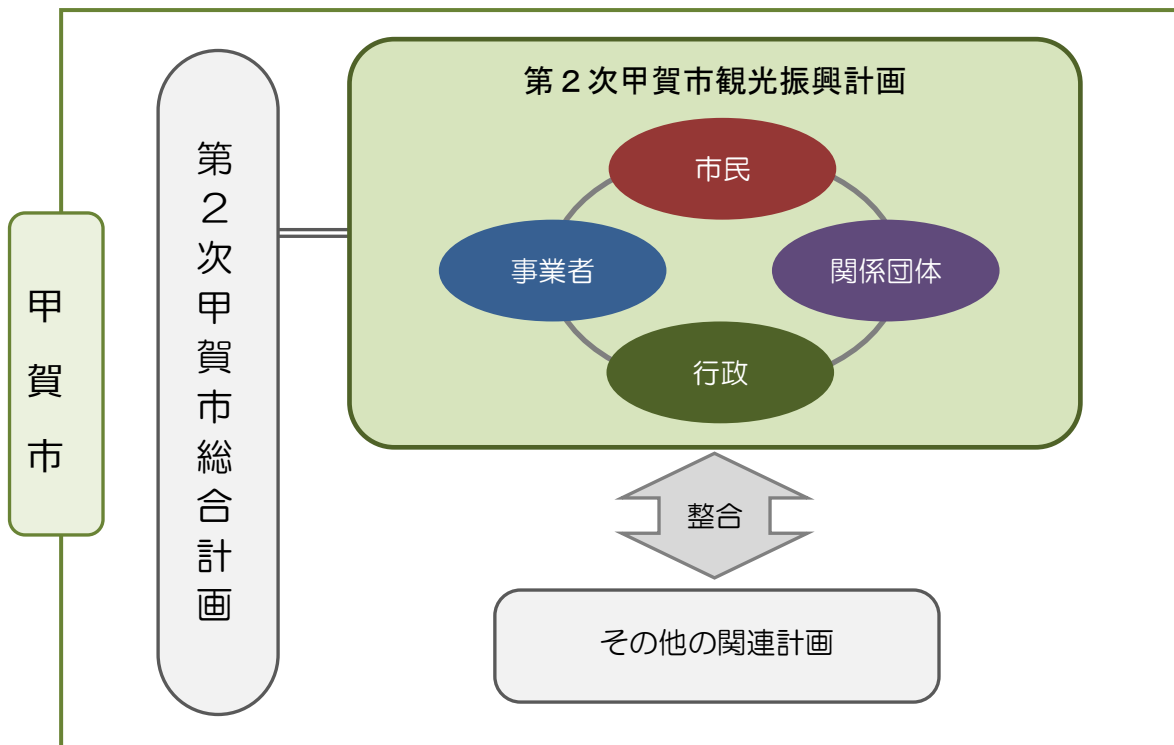 甲賀市
第２次甲賀市総合計画
第２次甲賀市観光振興計画
市民
事業者
関係団体
行政
整合
その他の関連計画